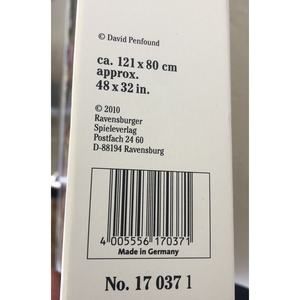 © David Penfound
ca. 121 x 80 cm
approx.
48 x 32 in.
© 2010
Ravensburger
Spieleverlag
Postfach 24 60
D-88194 Ravensburg
4 005556 170371
Made in Germany
No. 17 037 1